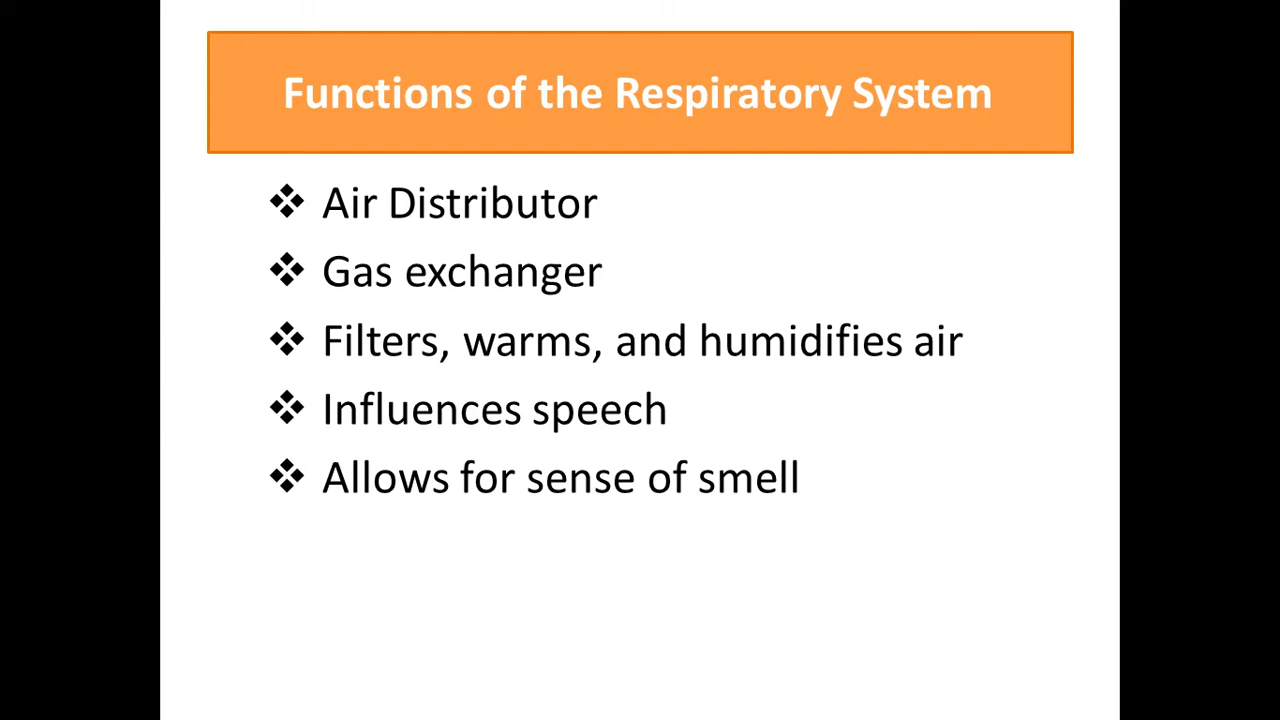 Functions of the Respiratory System
❖ Air Distributor
❖ Gas exchanger
❖ Filters, warms, and humidifies air
❖ Influences speech
❖ Allows for sense of smell